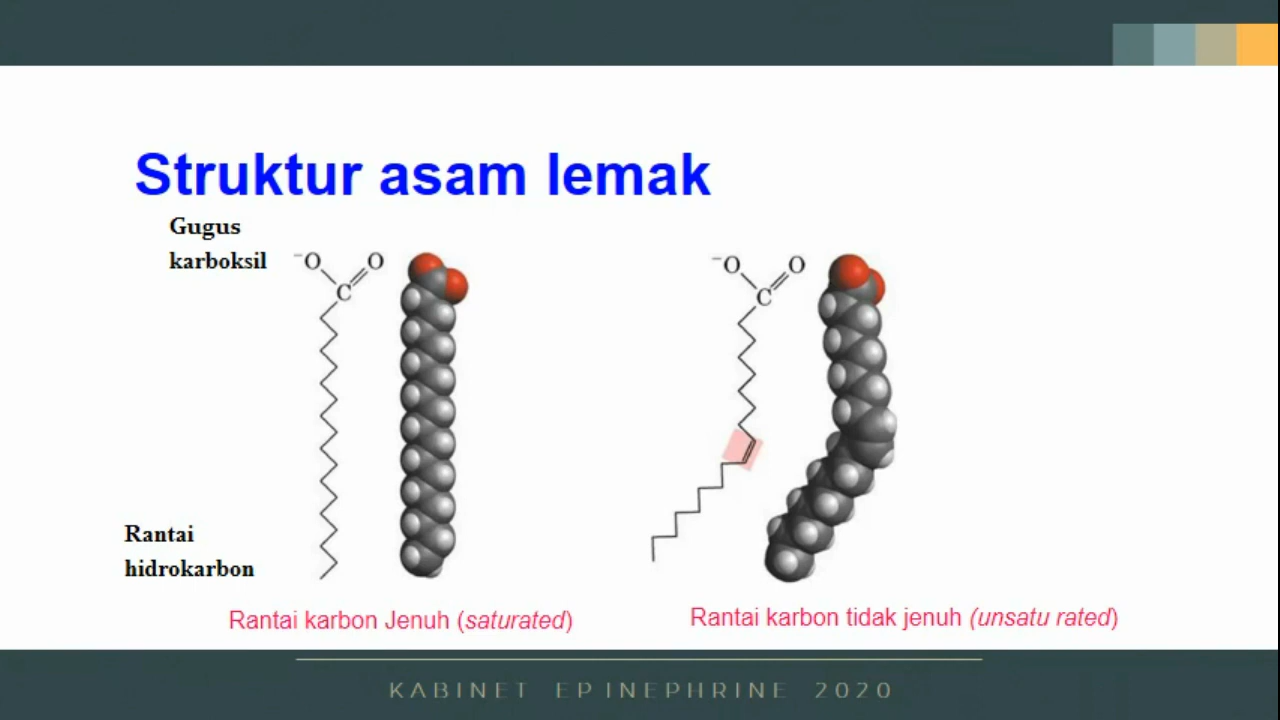 Struktur asam lemak
Gugus
karboksil
⁻O
O
C
⁻O
O
C
Rantai
hidrokarbon
Rantai karbon Jenuh (saturated)
Rantai karbon tidak jenuh (unsatu rated)
KABINET EPINEPHRINE 2020